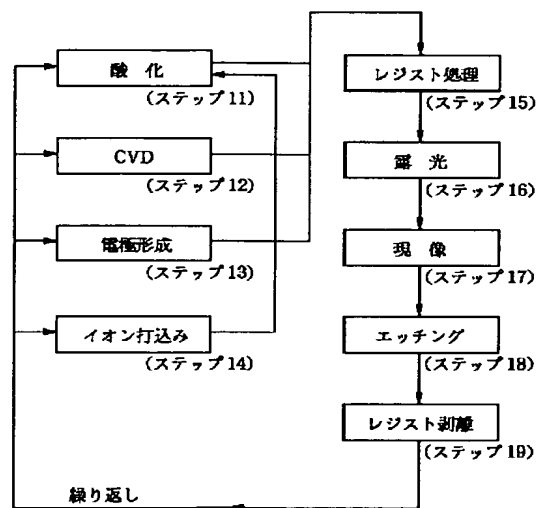 酸 化
(ステップ11)
CVD
(ステップ12)
電極形成
(ステップ13)
イオン打込み
(ステップ14)
レジスト処理
(ステップ15)
露 光
(ステップ16)
現 像
(ステップ17)
エッチング
(ステップ18)
レジスト剥離
(ステップ19)
繰り返し